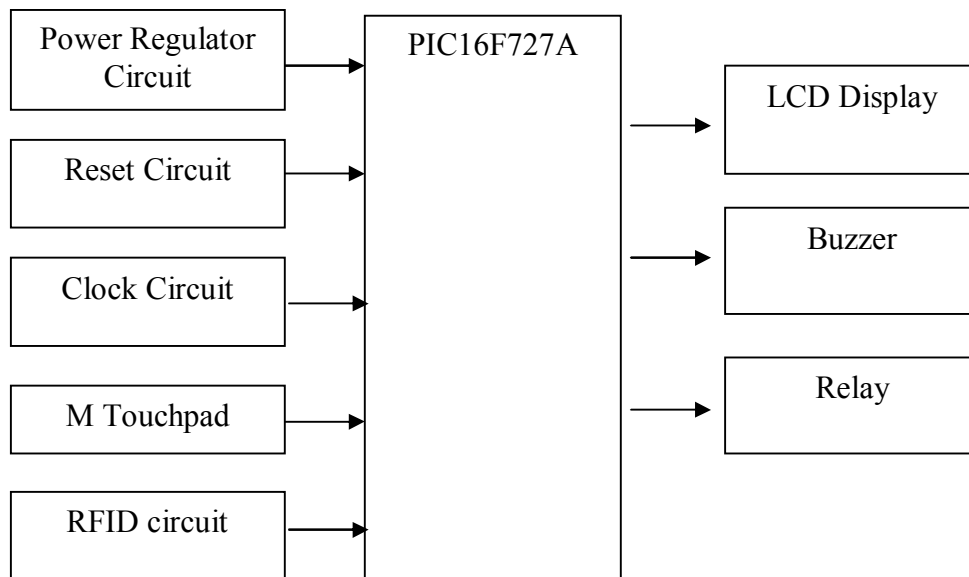 Power Regulator
Circuit
PIC16F727A
LCD Display
Reset Circuit
Buzzer
Clock Circuit
Relay
M Touchpad
RFID circuit